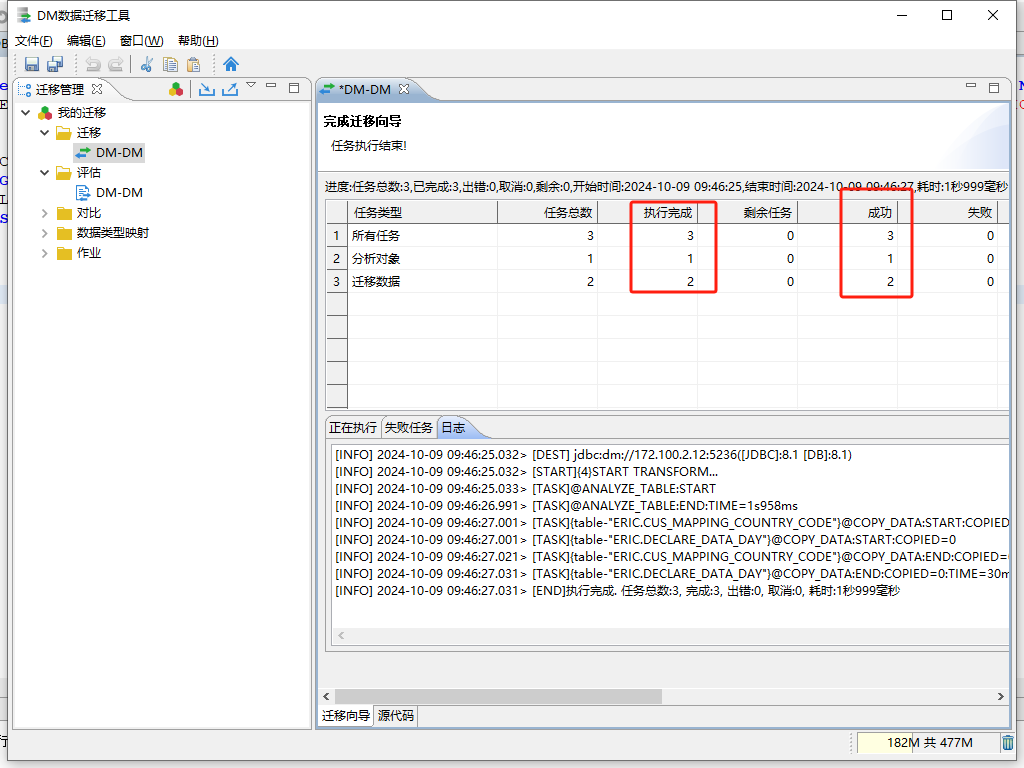 DM数据迁移工具
文件(F) 编辑(E) 窗口(W) 帮助(H)
迁移管理
我的迁移
迁移
DM-DM
评估
DM-DM
对比
数据类型映射
作业
*DM-DM
完成迁移向导
任务执行结束!
进度:任务总数:3,已完成:3,出错:0,取消:0,剩余:0,开始时间:2024-10-09 09:46:25,结束时间:2024-10-09 09:46:27,耗时:1秒999毫秒
任务类型 任务总数 执行完成 剩余任务 成功 失败
1 所有任务 3 3 0 3 0
2 分析对象 1 1 0 1 0
3 迁移数据 2 2 0 2 0
正在执行 失败任务 日志
[INFO] 2024-10-09 09:46:25.032> [DEST] jdbc:dm://172.100.2.12:5236([JDBC]:8.1 [DB]:8.1)
[INFO] 2024-10-09 09:46:25.032> [START]{4}START TRANSFORM...
[INFO] 2024-10-09 09:46:25.033> [TASK]@ANALYZE_TABLE:START
[INFO] 2024-10-09 09:46:26.991> [TASK]@ANALYZE_TABLE:END:TIME=1s958ms
[INFO] 2024-10-09 09:46:27.001> [TASK]{table-"ERIC.CUS_MAPPING_COUNTRY_CODE"}@COPY_DATA:START:COPIED
[INFO] 2024-10-09 09:46:27.001> [TASK]{table-"ERIC.DECLARE_DATA_DAY"}@COPY_DATA:START:COPIED=0
[INFO] 2024-10-09 09:46:27.021> [TASK]{table-"ERIC.CUS_MAPPING_COUNTRY_CODE"}@COPY_DATA:END:COPIED=
[INFO] 2024-10-09 09:46:27.031> [TASK]{table-"ERIC.DECLARE_DATA_DAY"}@COPY_DATA:END:COPIED=0:TIME=30m
[INFO] 2024-10-09 09:46:27.031> [END]执行完成. 任务总数:3, 完成:3, 出错:0, 取消:0, 耗时:1秒999毫秒
迁移向导 源代码
182M 共 477M